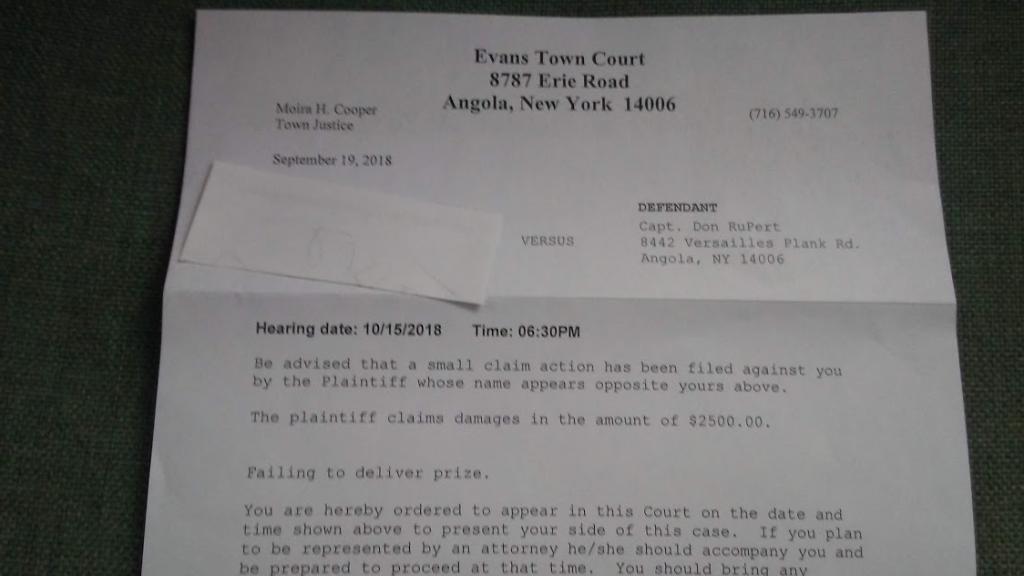 Evans Town Court
8787 Erie Road
Angola, New York 14006
Moira H. Cooper
Town Justice
(716) 549-3707
September 19, 2018
VERSUS
DEFENDANT
Capt. Don RuPert
8442 Versailles Plank Rd.
Angola, NY 14006
Hearing date: 10/15/2018 Time: 06:30PM
Be advised that a small claim action has been filed against you
by the Plaintiff whose name appears opposite yours above.
The plaintiff claims damages in the amount of $2500.00.
Failing to deliver prize.
You are hereby ordered to appear in this Court on the date and
time shown above to present your side of this case. If you plan
to be represented by an attorney he/she should accompany you and
be prepared to proceed at that time. You should bring any